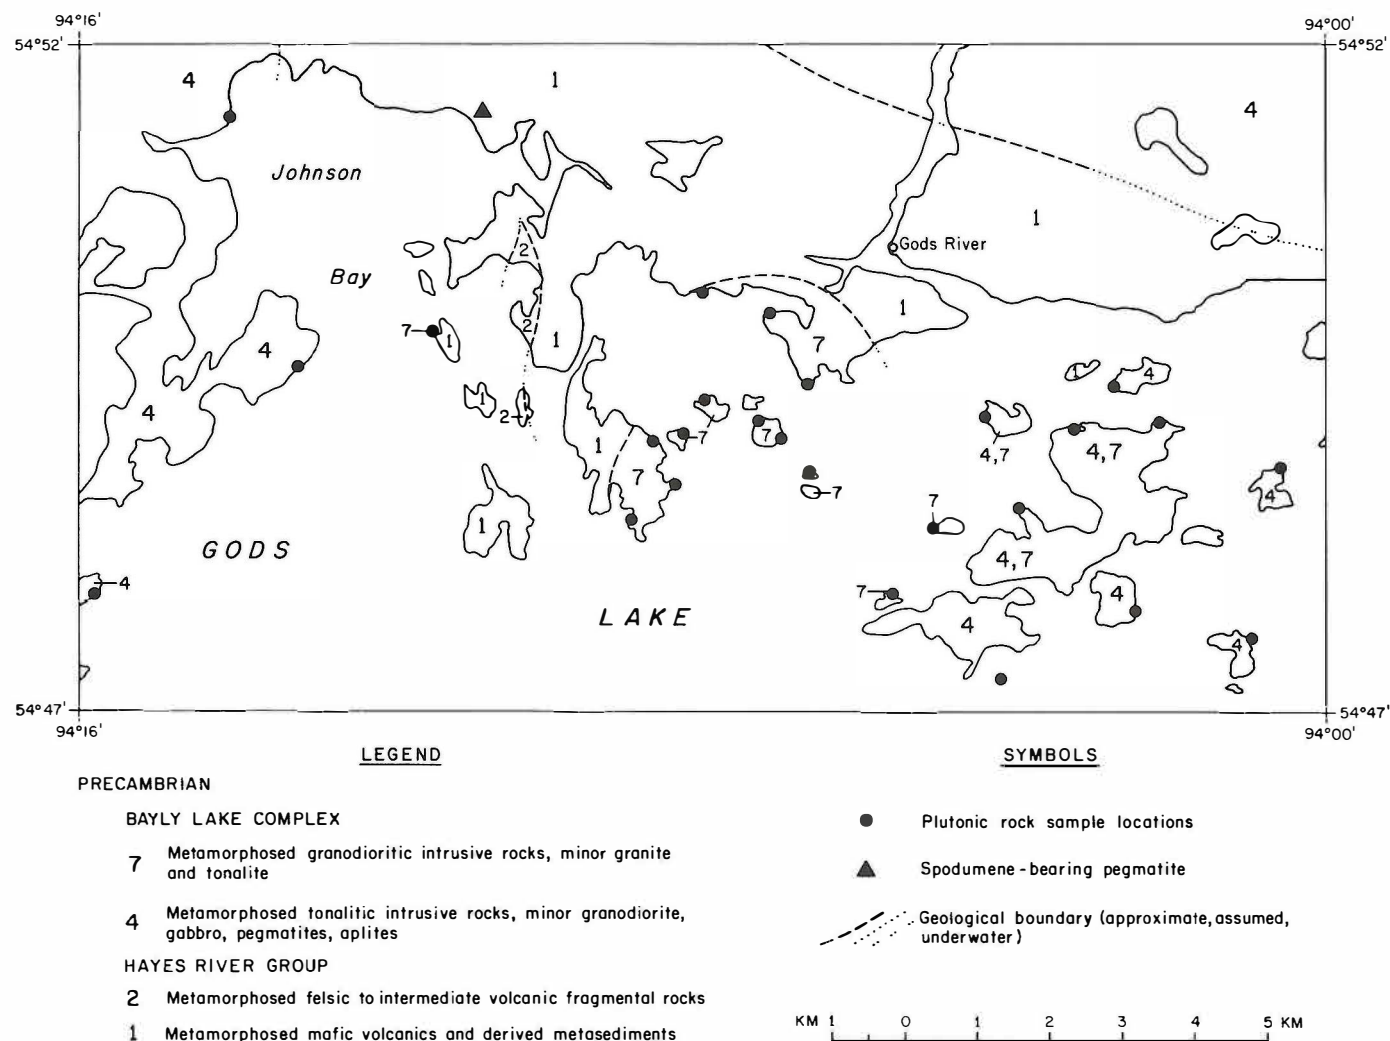 94°16' 94°00'
54°52' 54°52'
4 1 4
Johnson
1
2 Gods River
Bay
1
7 1 2 1 7
4
1 4
4 2 1 1
7 7 4,7 4,7
7 7 4
1 7
GODS 4,7
4 7 4
LAKE 4
4
54°47' 54°47'
94°16' 94°00'
LEGEND
PRECAMBRIAN
BAYLY LAKE COMPLEX
7 Metamorphosed granodioritic intrusive rocks, minor granite
and tonalite
4 Metamorphosed tonalitic intrusive rocks, minor granodiorite,
gabbro, pegmatites, aplites
HAYES RIVER GROUP
2 Metamorphosed felsic to intermediate volcanic fragmental rocks
1 Metamorphosed mafic volcanics and derived metasediments
SYMBOLS
Plutonic rock sample locations
Spodumene-bearing pegmatite
Geological boundary (approximate, assumed,
underwater)
KM 1 0 1 2 3 4 5 KM